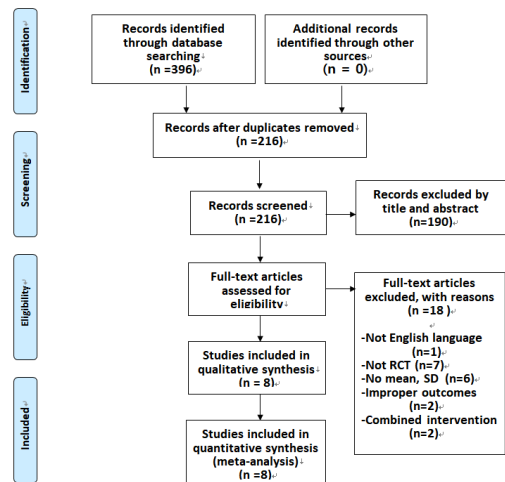 Identification
Records identified
through database
searching
(n =396)
Additional records
identified through other
sources
(n = 0)
Records after duplicates removed
(n =216)
Screening
Records screened
(n =216)
Records excluded by
title and abstract
(n=190)
Eligibility
Full-text articles
assessed for
eligibility
Full-text articles
excluded, with reasons
(n =18 )
-Not English language
(n=1)
-Not RCT(n=7)
-No mean, SD (n=6)
-Improper outcomes
(n=2)
-Combined intervention
(n=2)
Studies included in
qualitative synthesis
(n = 8)
Included
Studies included in
quantitative synthesis
(meta-analysis)
(n =8)